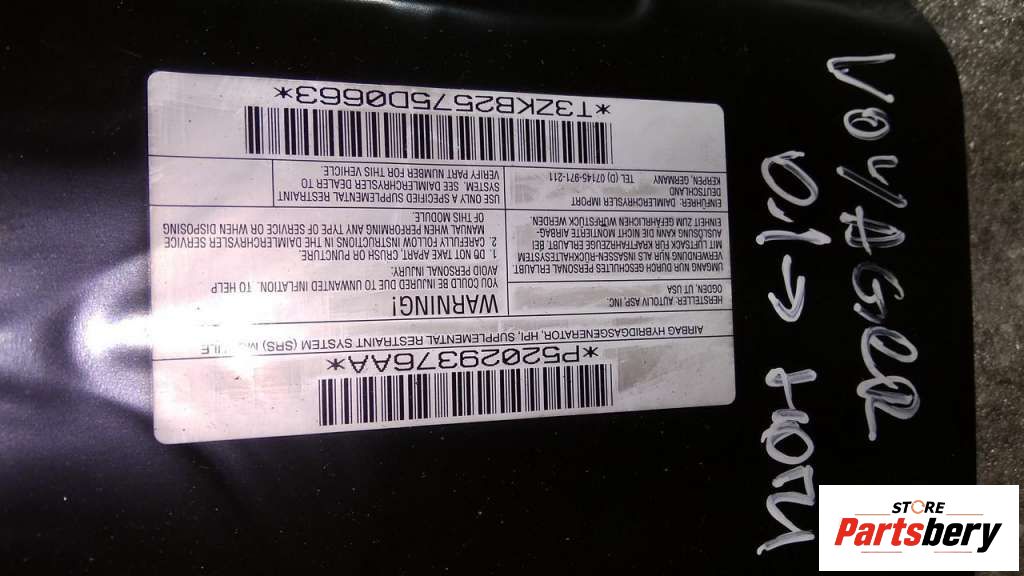 *P52029376AA*
AIRBAG HYBRIDGASGENERATOR, HPI, SUPPLEMENTAL RESTRAINT SYSTEM (SRS)
HERSTELLER: AUTOLIV ASP, INC.
OGDEN, UT USA
UMGANG NUR DURCH GESCHULTES PERSONAL ERLAUBT
VERWENDUNG NUR ALS INSASSEN-RÜCKHALTESYSTEM
MIT LUFTSACK FÜR KRAFTFAHRZEUGE ERLAUBT BEI
AUSLÖSUNG KANN DIE NICHT MONTIERTE AIRBAG-
EINHEIT ZUM GEFÄHRLICHEN WURFSTÜCK WERDEN.
EINFÜHRER: DAIMLERCHRYSLER IMPORT
DEUTSCHLAND
KERPEN, GERMANY TEL (0) 07145-971-211
WARNING!
YOU COULD BE INJURED DUE TO UNWANTED INFLATION. TO HELP
AVOID PERSONAL INJURY:
1. DO NOT TAKE APART, CRUSH OR PUNCTURE.
2. CAREFULLY FOLLOW INSTRUCTIONS IN THE DAIMLERCHRYSLER SERVICE
MANUAL WHEN PERFORMING ANY TYPE OF SERVICE OR WHEN DISPOSING
OF THIS MODULE.
USE ONLY A SPECIFIED SUPPLEMENTAL RESTRAINT
SYSTEM. SEE DAIMLERCHRYSLER DEALER TO
VERIFY PART NUMBER FOR THIS VEHICLE.
*T3ZKB2575D0663*
VOYAGER
STORE
Partsbery